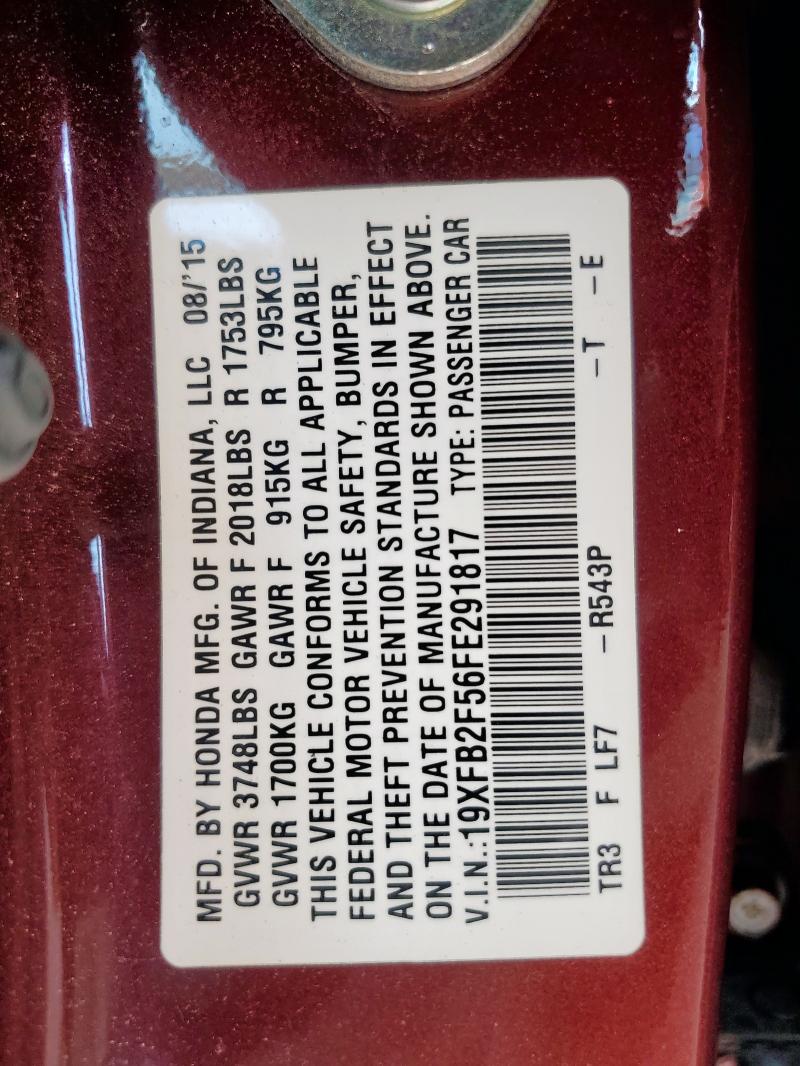 MFD. BY HONDA MFG. OF INDIANA, LLC 08/'15
GVWR 3748LBS GAWR F 2018LBS R 1753LBS
GVWR 1700KG GAWR F 915KG R 795KG
THIS VEHICLE CONFORMS TO ALL APPLICABLE
FEDERAL MOTOR VEHICLE SAFETY, BUMPER,
AND THEFT PREVENTION STANDARDS IN EFFECT
ON THE DATE OF MANUFACTURE SHOWN ABOVE.
V.I.N.:19XFB2F56FE291817 TYPE: PASSENGER CAR
TR3 F LF7 –R543P –T –E